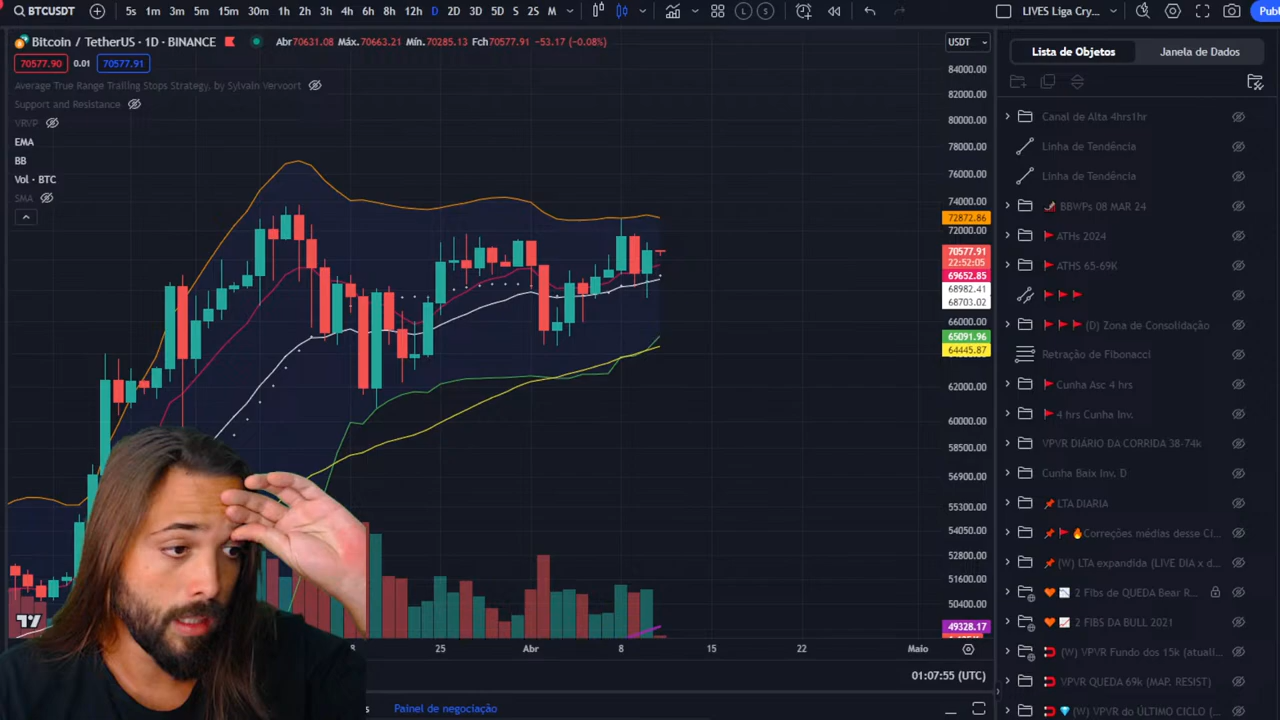 BTCUSDT
5s 1m 3m 5m 15m 30m 1h 2h 3h 4h 6h 8h 12h D 2D 3D 5D S 2S M
LIVES Liga Cry...
Publ
Bitcoin / TetherUS · 1D · BINANCE Abr70631.08 Máx.70663.21 Mín.70285.13 Fch70577.91 −53.17 (−0.08%)
USDT
70577.90 0.01 70577.91
Average True Range Trailing Stops Strategy, by Sylvain Vervoort
Support and Resistance
VRVP
EMA
BB
Vol · BTC
SMA
84000.00
82000.00
80000.00
78000.00
76000.00
74000.00
72872.86
72000.00
70577.91
22:52:05
69652.85
68982.41
68703.02
66000.00
65091.96
64445.87
62000.00
60000.00
58500.00
56900.00
55300.00
54050.00
52800.00
51600.00
50400.00
49328.17
25 Abr 8 15 22 Maio
01:07:55 (UTC)
Painel de negociação
Lista de Objetos
Janela de Dados
Canal de Alta 4hrs1hr
Linha de Tendência
Linha de Tendência
BBWPs 08 MAR 24
ATHs 2024
ATHS 65-69K
(D) Zona de Consolidação
Retração de Fibonacci
Cunha Asc 4 hrs
4 hrs Cunha Inv.
VPVR DIÁRIO DA CORRIDA 38-74k
Cunha Baix Inv. D
LTA DIARIA
Correções médias desse Ci...
(W) LTA expandida (LIVE DIA x d...
2 FIbs de QUEDA Bear R...
2 FIBS DA BULL 2021
(W) VPVR Fundo dos 15k (atuali...
VPVR QUEDA 69k (MAP. RESIST)
(W) VPVR do ÚLTIMO CICLO (...